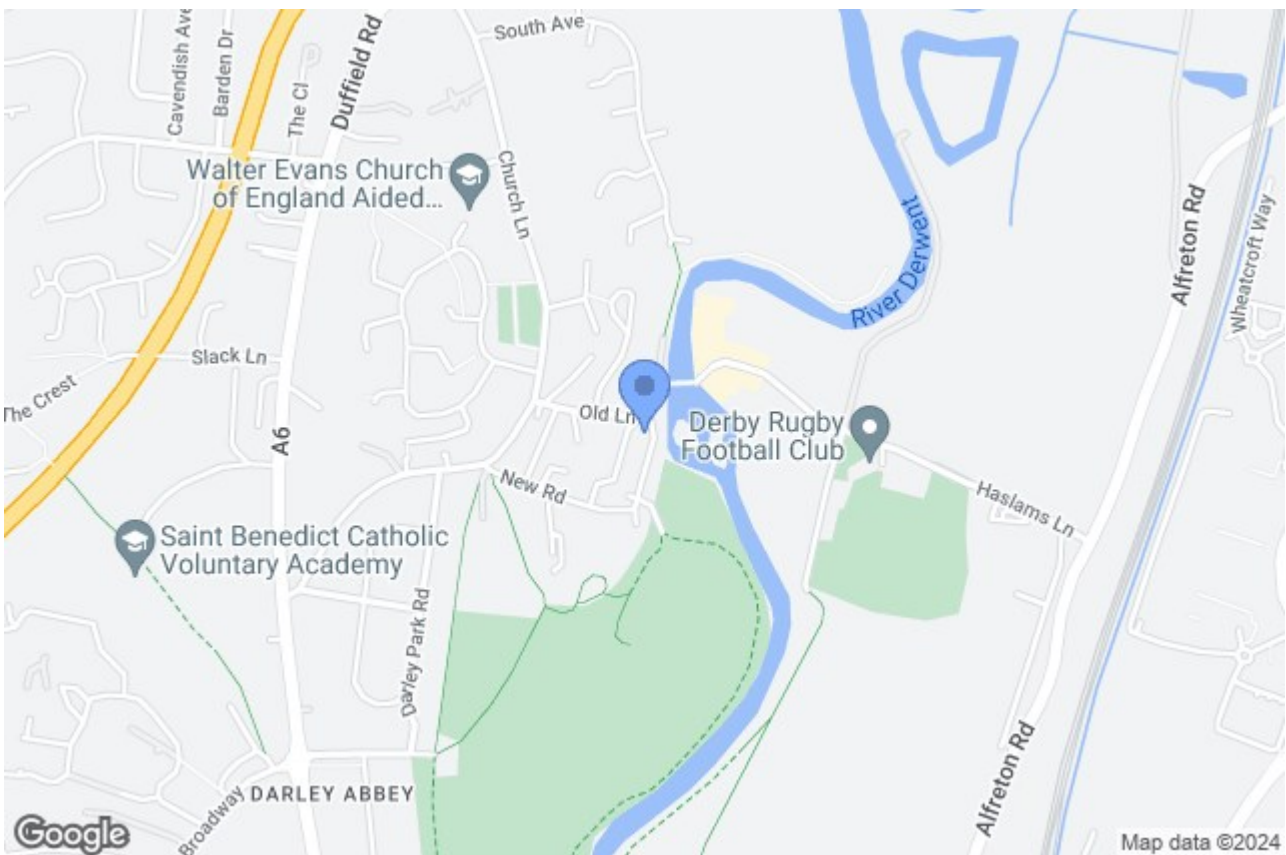 South Ave
Cavendish Ave
Barden Dr
The Cl
Duffield Rd
Walter Evans Church
of England Aided...
Church Ln
River Derwent
Alfreton Rd
Wheatcroft Way
Slack Ln
The Crest
A6
Old Ln
Derby Rugby
Football Club
New Rd
Haslams Ln
Saint Benedict Catholic
Voluntary Academy
Darley Park Rd
Alfreton Rd
DARLEY ABBEY
Broadway
Google
Map data ©2024